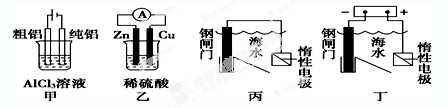 粗铝 纯铝
AlCl₃溶液
甲
A
Zn Cu
稀硫酸
乙
钢闸门
海水
惰性电极
丙
- +
钢闸门
海水
惰性电极
丁